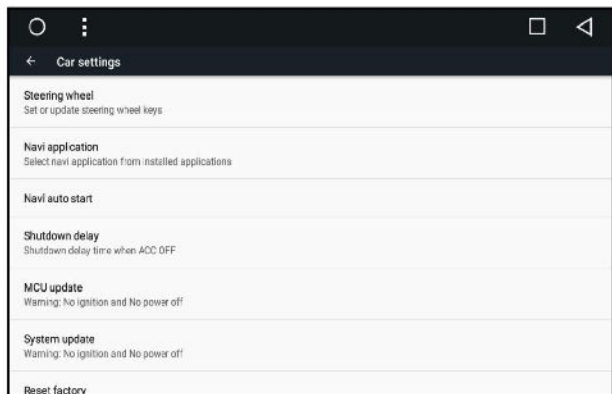 Car settings
Steering wheel
Set or update steering wheel keys
Navi application
Select navi application from installed applications
Navi auto start
Shutdown delay
Shutdown delay time when ACC OFF
MCU update
Warning: No ignition and No power off
System update
Warning: No ignition and No power off
Reset factory